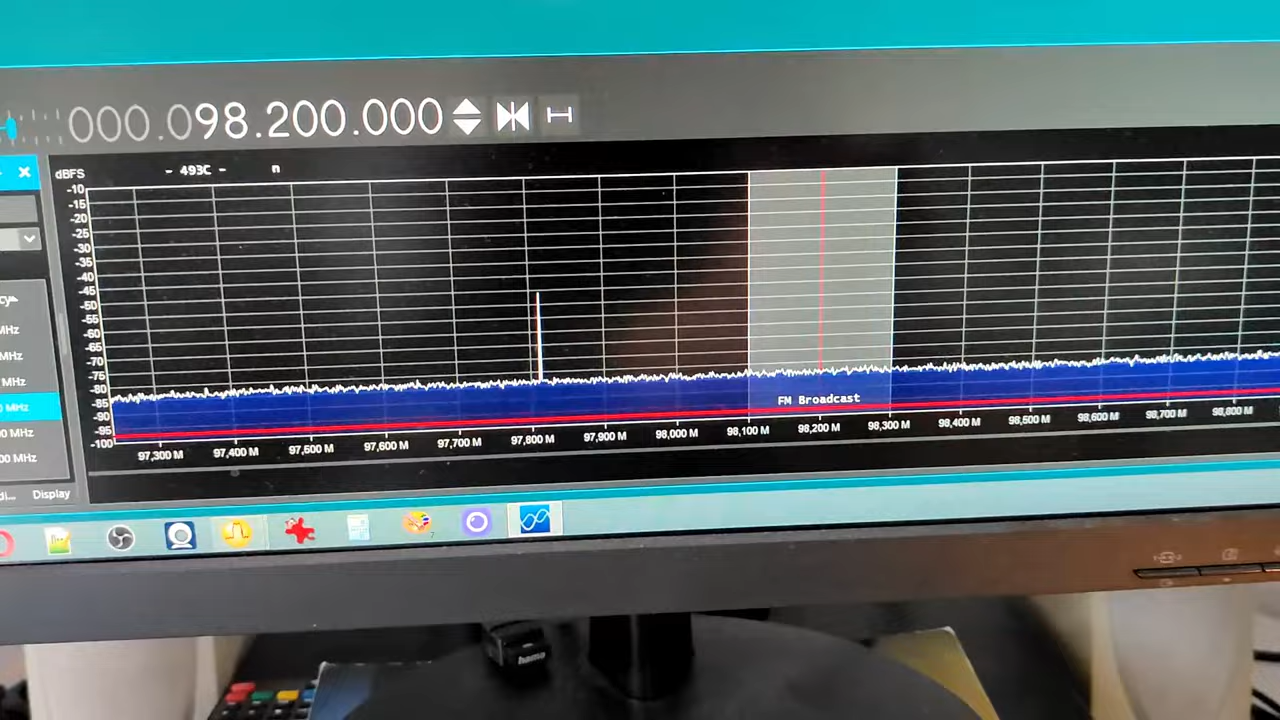 000.098.200.000
dBFS
- 493C -
-10
-15
-20
-25
-30
-35
-40
-45
-50
-55
-60
-65
-70
-75
-80
-85
-90
-95
-100
MHz
MHz
MHz
MHz
00 MHz
00 MHz
FM Broadcast
97,300 M 97,400 M 97,500 M 97,600 M 97,700 M 97,800 M 97,900 M 98,000 M 98,100 M 98,200 M 98,300 M 98,400 M 98,500 M 98,600 M 98,700 M 98,800 M
Display
hama